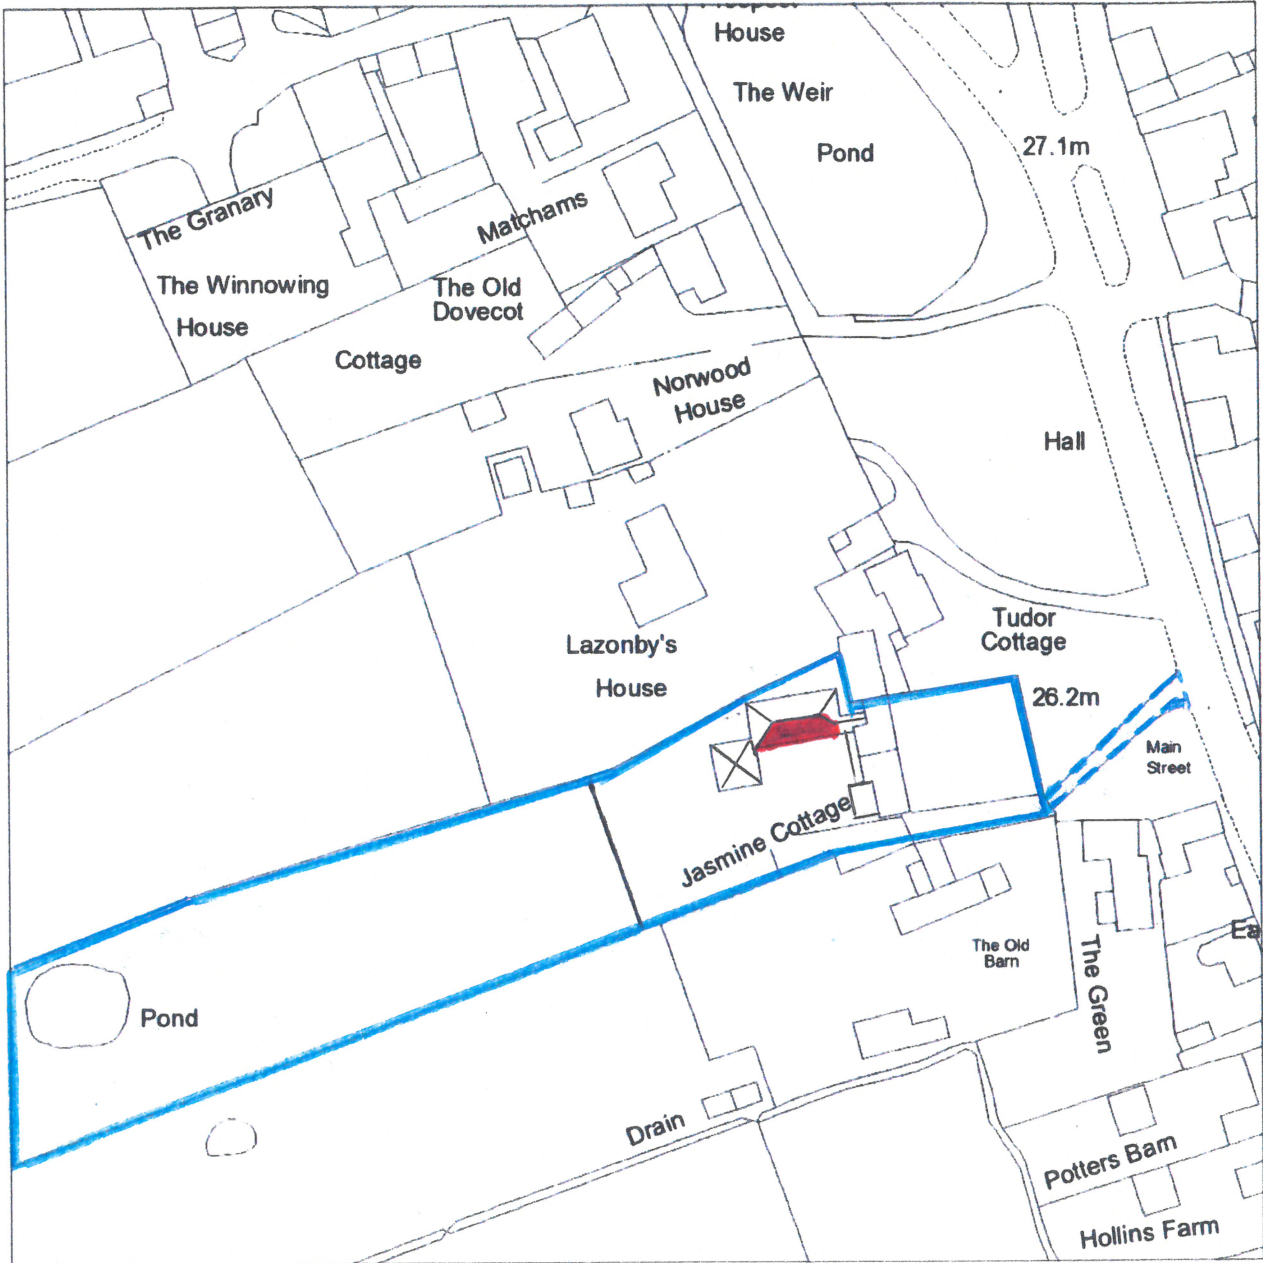 House
The Weir
Pond
27.1m
The Granary
Matchams
The Winnowing
House
The Old
Dovecot
Cottage
Norwood
House
Hall
Lazonby's
House
Tudor
Cottage
26.2m
Main
Street
Jasmine Cottage
The Old
Barn
The Green
Ea
Pond
Drain
Potters Barn
Hollins Farm